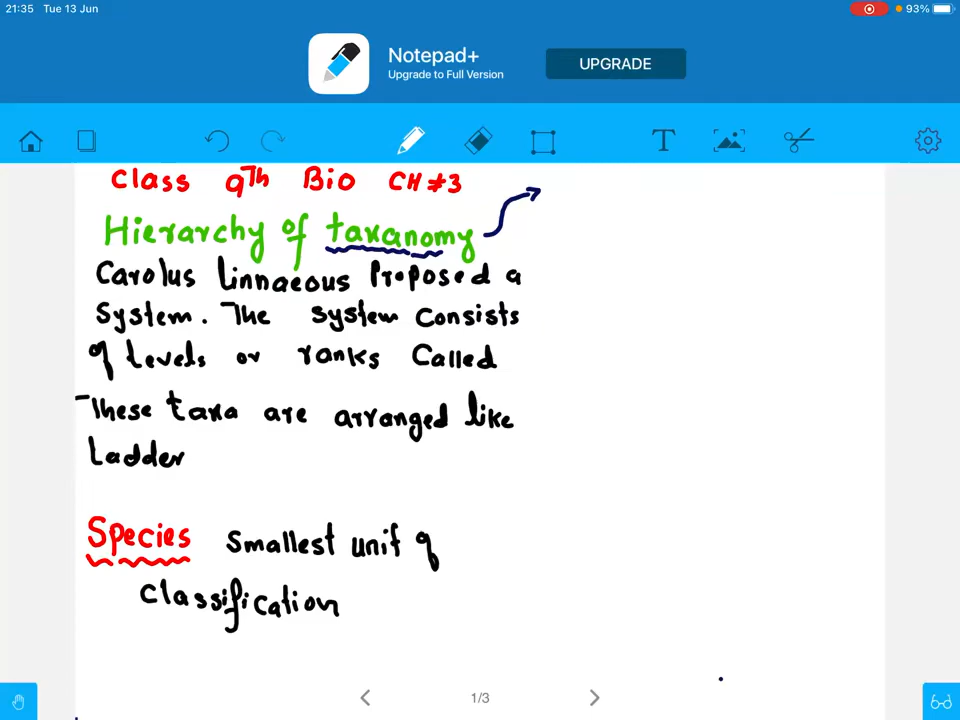 21:35 Tue 13 Jun
93%
Notepad+
Upgrade to Full Version
UPGRADE
T
Class 9Th Bio CH#3
Hierarchy of taxanomy
Carolus Linnaeous Proposed a
System. The system consists
of Levels or ranks Called
These taxa are arranged like
Ladder
Species Smallest unit of
classification
1/3